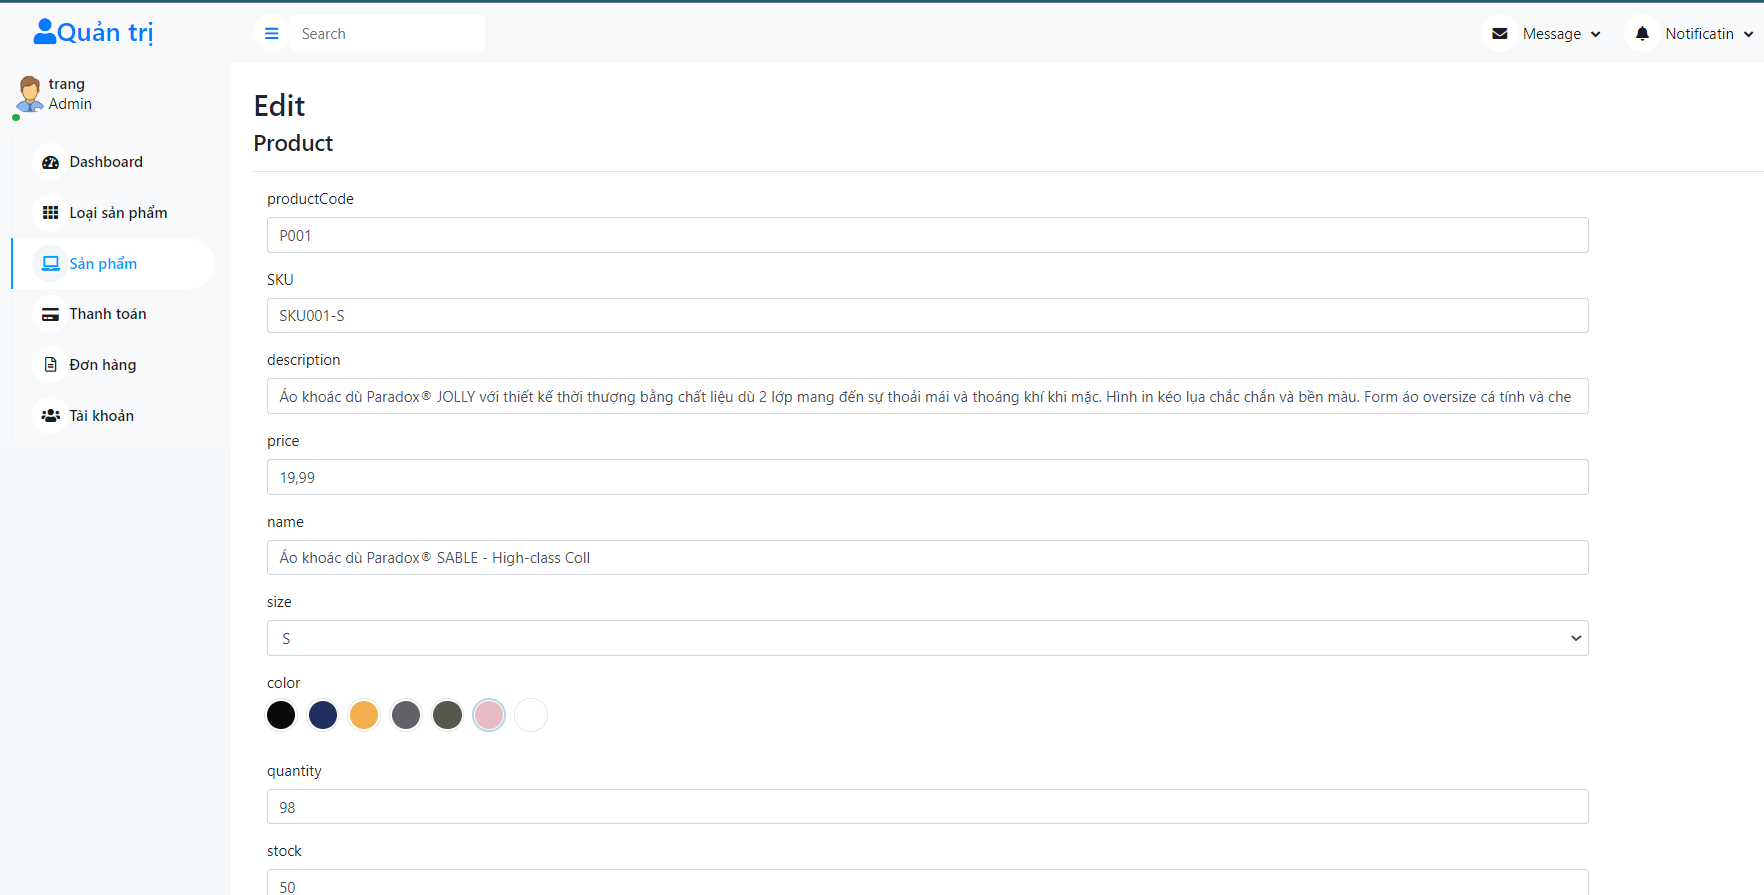 Quản trị
Search
Message
Notificatin
trang
Admin
Dashboard
Loại sản phẩm
Sản phẩm
Thanh toán
Đơn hàng
Tài khoản
Edit
Product
productCode
P001
SKU
SKU001-S
description
Áo khoác dù Paradox® JOLLY với thiết kế thời thượng bằng chất liệu dù 2 lớp mang đến sự thoải mái và thoáng khí khi mặc. Hình in kéo lụa chắc chắn và bền màu. Form áo oversize cá tính và che
price
19,99
name
Áo khoác dù Paradox® SABLE - High-class Coll
size
S
color
quantity
98
stock
50